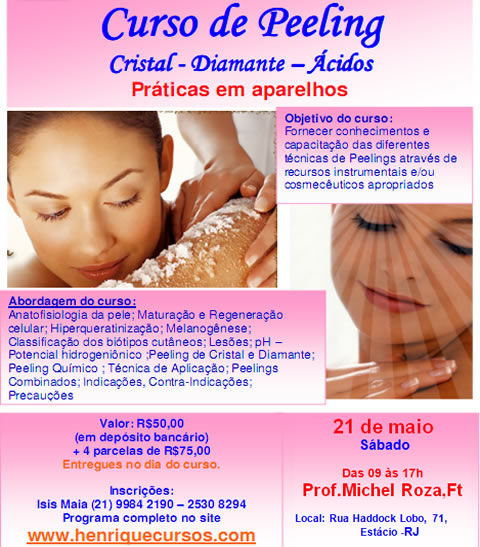 Curso de Peeling
Cristal - Diamante – Ácidos
Práticas em aparelhos
Objetivo do curso:
Fornecer conhecimentos e
capacitação das diferentes
técnicas de Peelings através de
recursos instrumentais e/ou
cosmecêuticos apropriados
Abordagem do curso:
Anatofisiologia da pele; Maturação e Regeneração
celular; Hiperqueratinização; Melanogênese;
Classificação dos biótipos cutâneos; Lesões; pH –
Potencial hidrogeniônico ;Peeling de Cristal e Diamante;
Peeling Químico ; Técnica de Aplicação; Peelings
Combinados; Indicações, Contra-Indicações;
Precauções
Valor: R$50,00
(em depósito bancário)
+ 4 parcelas de R$75,00
Entregues no dia do curso.
Inscrições:
Isis Maia (21) 9984 2190 – 2530 8294
Programa completo no site
www.henriquecursos.com
21 de maio
Sábado
Das 09 às 17h
Prof.Michel Roza,Ft
Local: Rua Haddock Lobo, 71,
Estácio -RJ